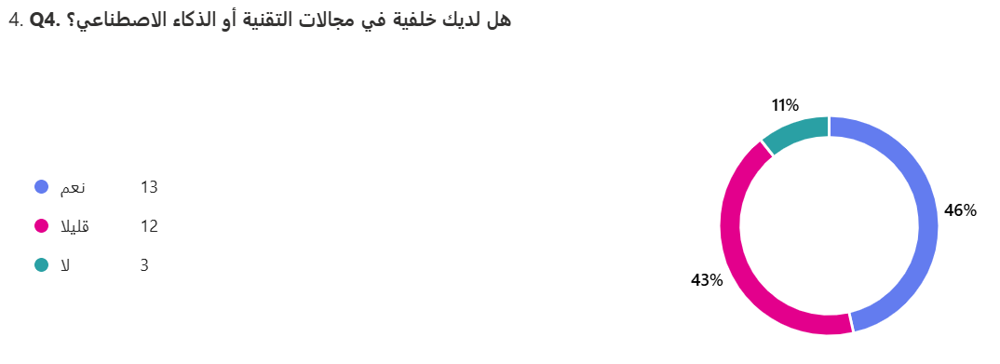 4. Q4. هل لديك خلفية في مجالات التقنية أو الذكاء الاصطناعي؟
نعم 13
قليلا 12
لا 3
11%
46%
43%